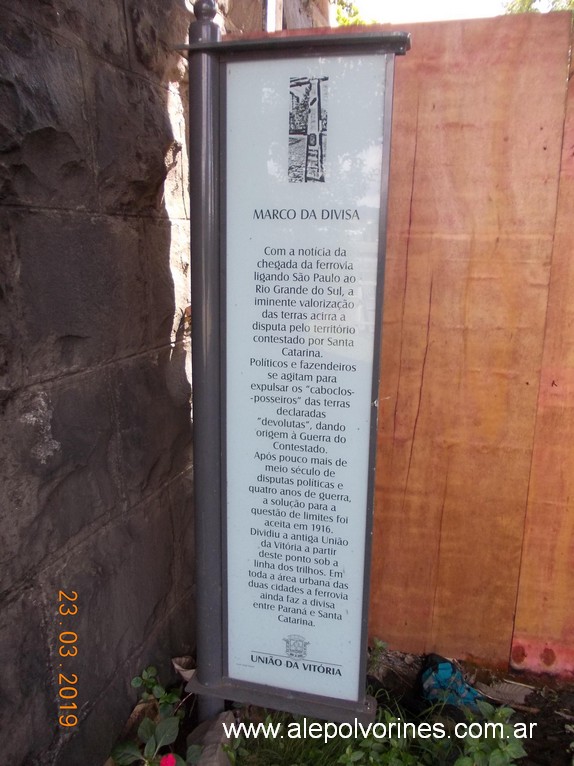 MARCO DA DIVISA
Com a notícia da
chegada da ferrovia
ligando São Paulo ao
Rio Grande do Sul, a
iminente valorização
das terras acirra a
disputa pelo território
contestado por Santa
Catarina.
Políticos e fazendeiros
se agitam para
expulsar os "caboclos-
-posseiros" das terras
declaradas
"devolutas", dando
origem à Guerra do
Contestado.
Após pouco mais de
meio século de
disputas políticas e
quatro anos de guerra,
a solução para a
questão de limites foi
aceita em 1916.
Dividiu a antiga União
da Vitória a partir
deste ponto sob a
linha dos trilhos. Em
toda a área urbana das
duas cidades a ferrovia
ainda faz a divisa
entre Paraná e Santa
Catarina.
UNIÃO DA VITÓRIA
23.03.2019
www.alepolvorines.com.ar